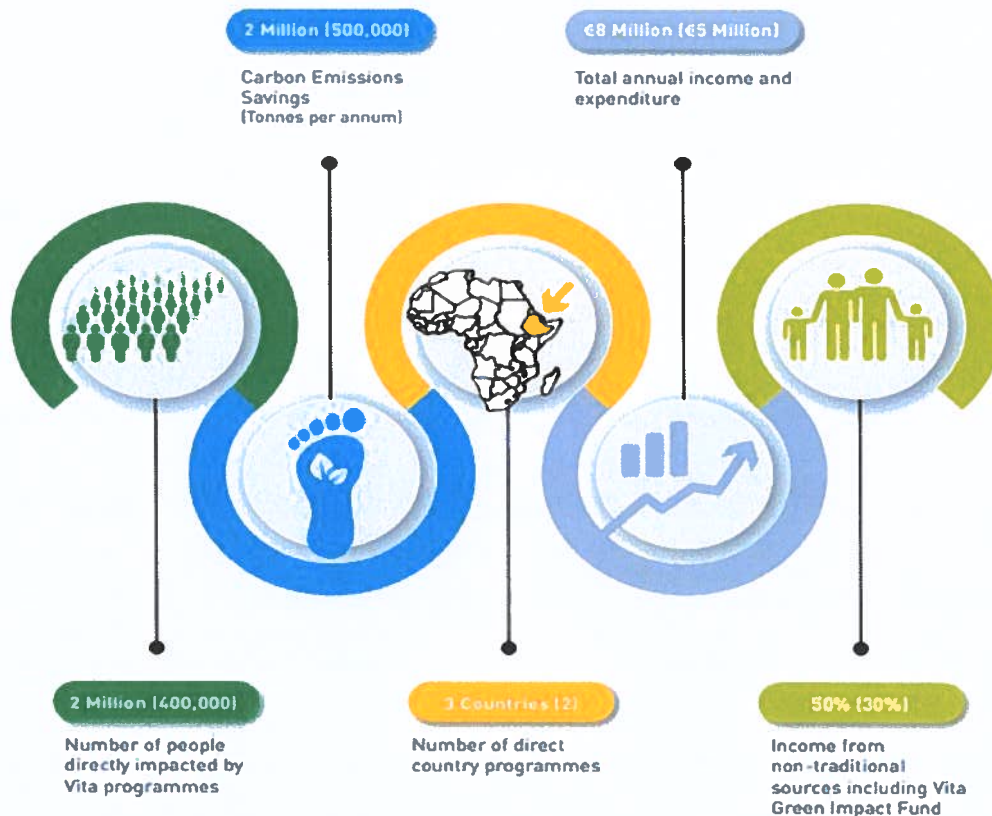 2 Million (500,000)
Carbon Emissions
Savings
(Tonnes per annum)
€8 Million (€5 Million)
Total annual income and
expenditure
2 Million (400,000)
Number of people
directly impacted by
Vita programmes
3 Countries (2)
Number of direct
country programmes
50% (30%)
Income from
non-traditional
sources including Vita
Green Impact Fund